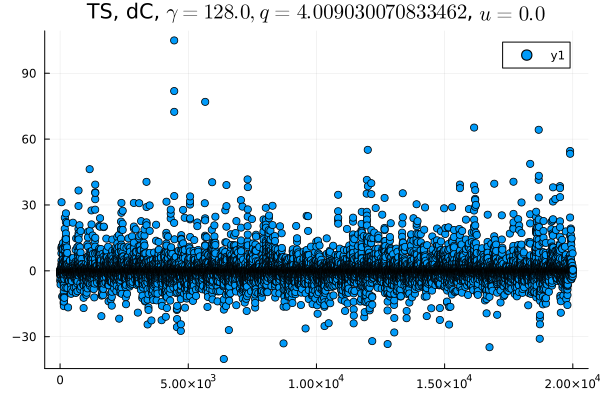 TS, dC, γ = 128.0, q = 4.009030070833462, u = 0.0
y1
90
60
30
0
−30
0 5.00×10³ 1.00×10⁴ 1.50×10⁴ 2.00×10⁴